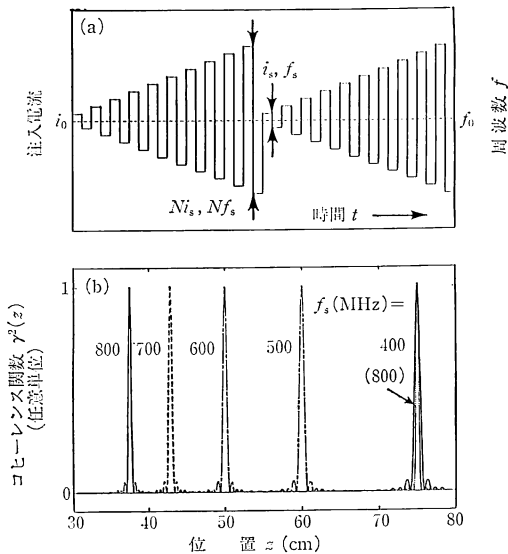 (a)
注入電流
i₀
iₛ, fₛ
f₀
周波数 f
Niₛ, Nfₛ
時間 t
(b)
コヒーレンス関数 γ²(z)
(任意単位)
1
0
800
700
600
500
fₛ(MHz)=
400
(800)
30 40 50 60 70 80
位 置 z (cm)